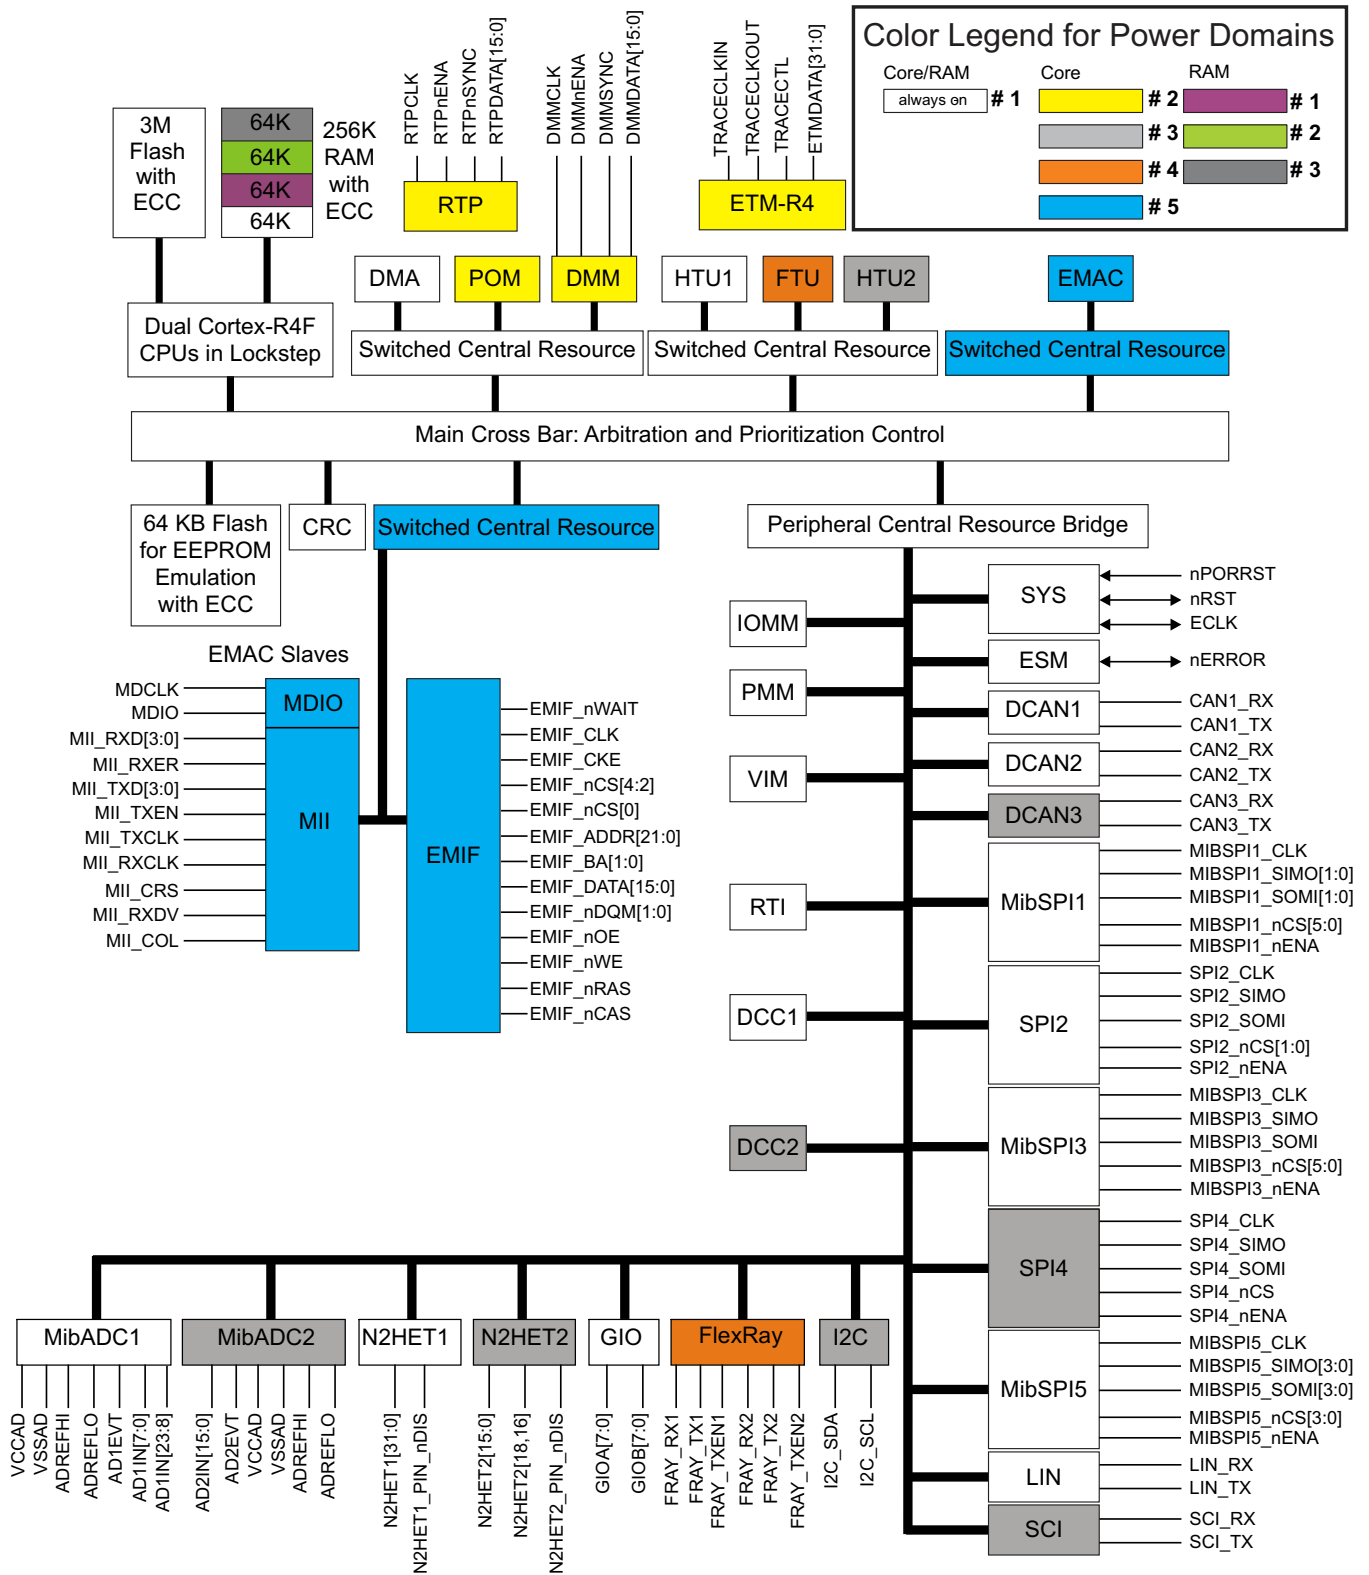 Color Legend for Power Domains
Core/RAM
Core
RAM
always on
# 1
# 2
# 1
# 3
# 2
# 4
# 3
# 5
RTPCLK
RTPnENA
RTPnSYNC
RTPDATA[15:0]
DMMCLK
DMMnENA
DMMSYNC
DMMDATA[15:0]
TRACECLKIN
TRACECLKOUT
TRACECTL
ETMDATA[31:0]
3M
Flash
with
ECC
64K
64K
64K
64K
256K
RAM
with
ECC
RTP
ETM-R4
DMA
POM
DMM
HTU1
FTU
HTU2
EMAC
Dual Cortex-R4F
CPUs in Lockstep
Switched Central Resource
Switched Central Resource
Switched Central Resource
Main Cross Bar: Arbitration and Prioritization Control
64 KB Flash
for EEPROM
Emulation
with ECC
CRC
Switched Central Resource
Peripheral Central Resource Bridge
EMAC Slaves
MDCLK
MDIO
MII_RXD[3:0]
MII_RXER
MII_TXD[3:0]
MII_TXEN
MII_TXCLK
MII_RXCLK
MII_CRS
MII_RXDV
MII_COL
MDIO
MII
EMIF
EMIF_nWAIT
EMIF_CLK
EMIF_CKE
EMIF_nCS[4:2]
EMIF_nCS[0]
EMIF_ADDR[21:0]
EMIF_BA[1:0]
EMIF_DATA[15:0]
EMIF_nDQM[1:0]
EMIF_nOE
EMIF_nWE
EMIF_nRAS
EMIF_nCAS
IOMM
PMM
VIM
RTI
DCC1
DCC2
SYS
nPORRST
nRST
ECLK
ESM
nERROR
DCAN1
CAN1_RX
CAN1_TX
DCAN2
CAN2_RX
CAN2_TX
DCAN3
CAN3_RX
CAN3_TX
MibSPI1
MIBSPI1_CLK
MIBSPI1_SIMO[1:0]
MIBSPI1_SOMI[1:0]
MIBSPI1_nCS[5:0]
MIBSPI1_nENA
SPI2
SPI2_CLK
SPI2_SIMO
SPI2_SOMI
SPI2_nCS[1:0]
SPI2_nENA
MibSPI3
MIBSPI3_CLK
MIBSPI3_SIMO
MIBSPI3_SOMI
MIBSPI3_nCS[5:0]
MIBSPI3_nENA
SPI4
SPI4_CLK
SPI4_SIMO
SPI4_SOMI
SPI4_nCS
SPI4_nENA
MibSPI5
MIBSPI5_CLK
MIBSPI5_SIMO[3:0]
MIBSPI5_SOMI[3:0]
MIBSPI5_nCS[3:0]
MIBSPI5_nENA
LIN
LIN_RX
LIN_TX
SCI
SCI_RX
SCI_TX
MibADC1
MibADC2
N2HET1
N2HET2
GIO
FlexRay
I2C
VCCAD
VSSAD
ADREFHI
ADREFLO
AD1EVT
AD1IN[7:0]
AD1IN[23:8]
AD2IN[15:0]
AD2EVT
VCCAD
VSSAD
ADREFHI
ADREFLO
N2HET1[31:0]
N2HET1_PIN_nDIS
N2HET2[15:0]
N2HET2[18,16]
N2HET2_PIN_nDIS
GIOA[7:0]
GIOB[7:0]
FRAY_RX1
FRAY_TX1
FRAY_TXEN1
FRAY_RX2
FRAY_TX2
FRAY_TXEN2
I2C_SDA
I2C_SCL